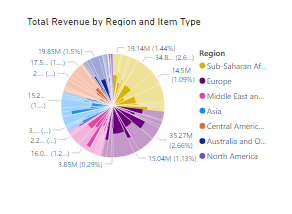 Total Revenue by Region and Item Type
19.14M (1.44%)
34.8... (2.6...)
14.5M
(1.09%)
35.27M
(2.66%)
15.04M (1.13%)
3.85M (0.29%)
16.0... (1.2...)
2.2... (...)
3.... (...)
15.2...
(1....)
2... (...)
17.5... (1....)
19.85M (1.5%)
Region
Sub-Saharan Af...
Europe
Middle East an...
Asia
Central Americ...
Australia and O...
North America